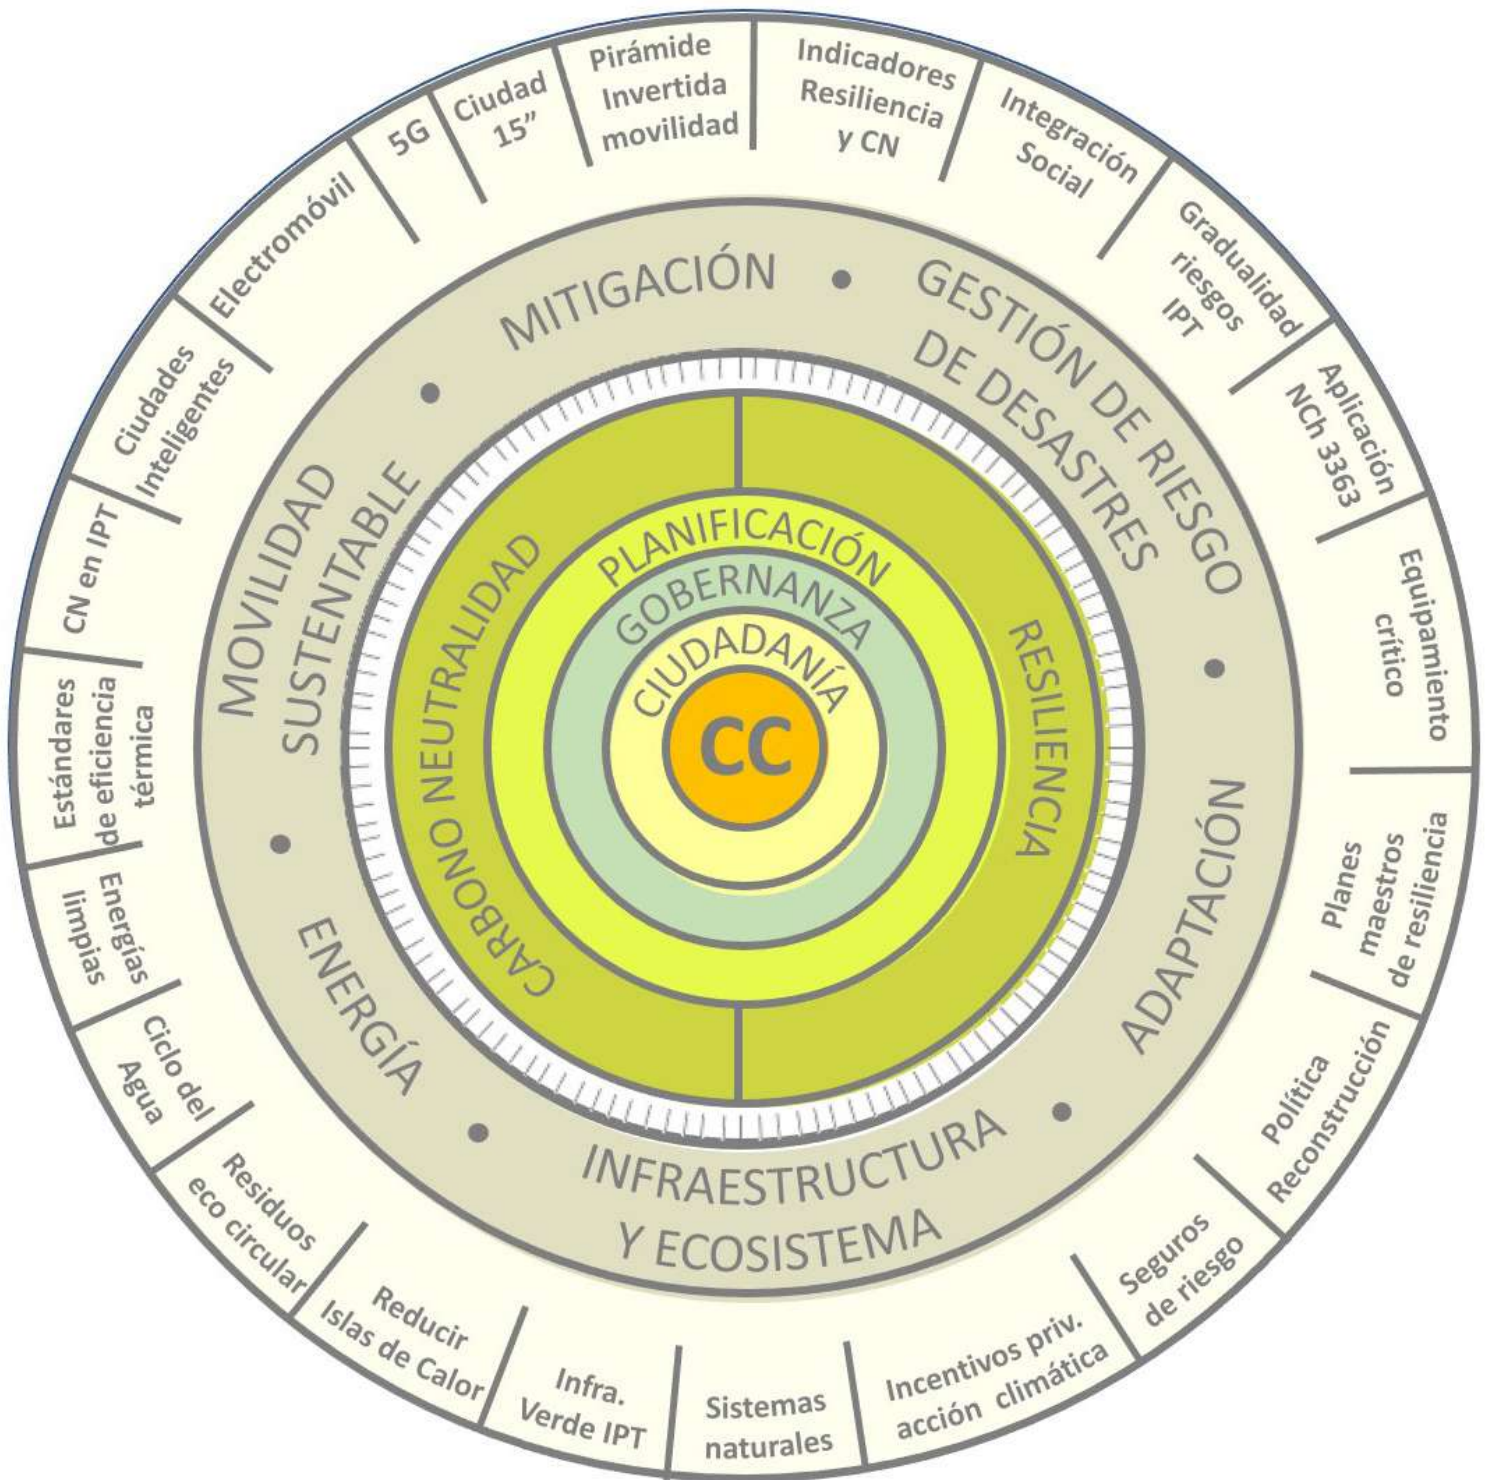 Pirámide
Invertida
movilidad
Indicadores
Resiliencia
y CN
Integración
Social
Gradualidad
riesgos
IPT
Aplicación
NCh 3363
Equipamiento
crítico
Planes
maestros
de resiliencia
Política
Reconstrucción
Seguros
de riesgo
Incentivos priv.
acción climática
Sistemas
naturales
Infra.
Verde IPT
Reducir
Islas de Calor
Residuos
eco circular
Ciclo del
Agua
Energías
limpias
Estándares
de eficiencia
térmica
CN en IPT
Ciudades
Inteligentes
Electromóvil
5G
Ciudad
15”
MITIGACIÓN
GESTIÓN DE RIESGO
DE DESASTRES
ADAPTACIÓN
INFRAESTRUCTURA
Y ECOSISTEMA
ENERGÍA
MOVILIDAD
SUSTENTABLE
CARBONO NEUTRALIDAD
RESILIENCIA
PLANIFICACIÓN
GOBERNANZA
CIUDADANÍA
CC